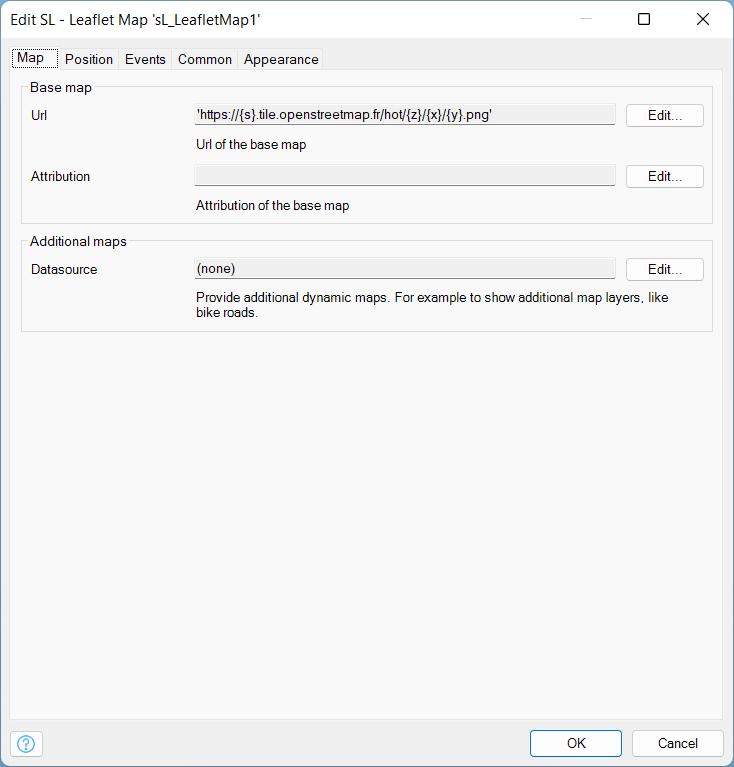 Edit SL - Leaflet Map 'sL_LeafletMap1'
Map Position Events Common Appearance
Base map
Url 'https://{s}.tile.openstreetmap.fr/hot/{z}/{x}/{y}.png' Edit...
Url of the base map
Attribution Edit...
Attribution of the base map
Additional maps
Datasource (none) Edit...
Provide additional dynamic maps. For example to show additional map layers, like
bike roads.
? OK Cancel